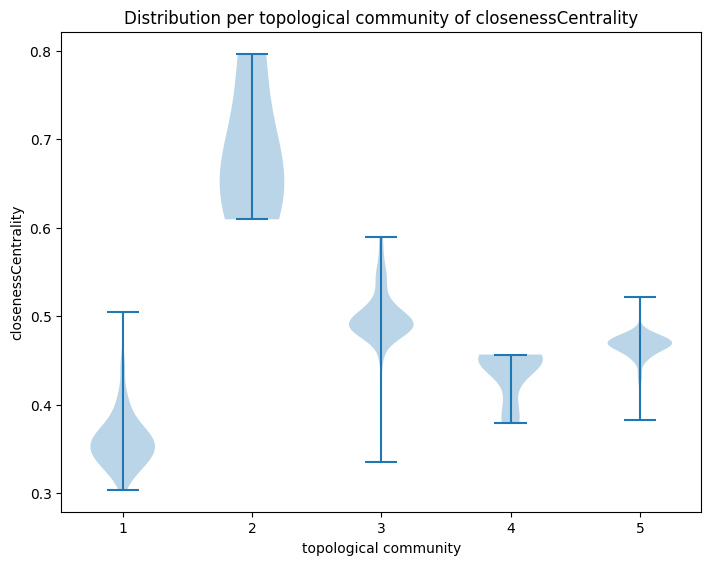 Distribution per topological community of closenessCentrality
closenessCentrality
0.8
0.7
0.6
0.5
0.4
0.3
1 2 3 4 5
topological community